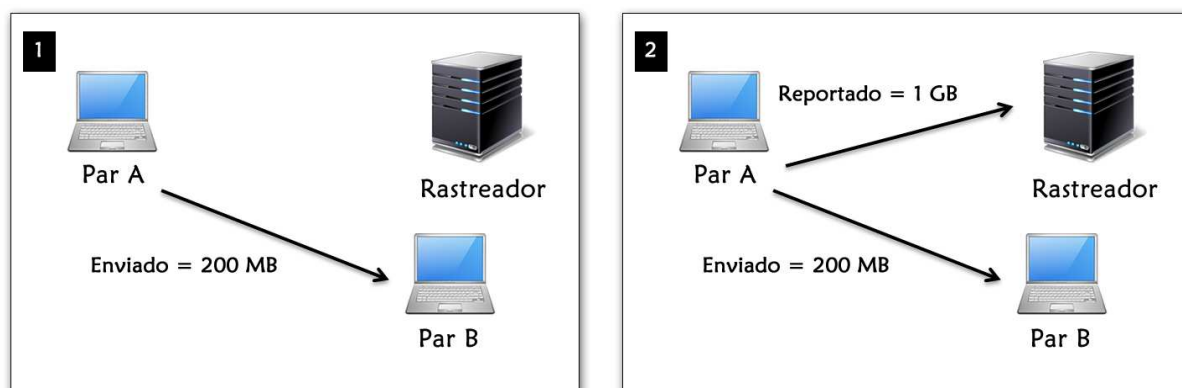 1
Par A
Rastreador
Enviado = 200 MB
Par B
2
Reportado = 1 GB
Par A
Rastreador
Enviado = 200 MB
Par B